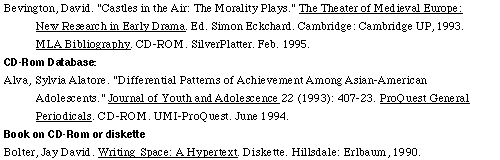 Bevington, David. "Castles in the Air: The Morality Plays." The Theater of Medieval Europe:
New Research in Early Drama. Ed. Simon Eckchard. Cambridge: Cambridge UP, 1993.
MLA Bibliography. CD-ROM. SilverPlatter. Feb. 1995.
CD-Rom Database:
Alva, Sylvia Alatore. "Differential Patterns of Achievement Among Asian-American
Adolescents." Journal of Youth and Adolescence 22 (1993): 407-23. ProQuest General
Periodicals. CD-ROM. UMI-ProQuest. June 1994.
Book on CD-Rom or diskette
Bolter, Jay David. Writing Space: A Hypertext. Diskette. Hillsdale: Erlbaum, 1990.